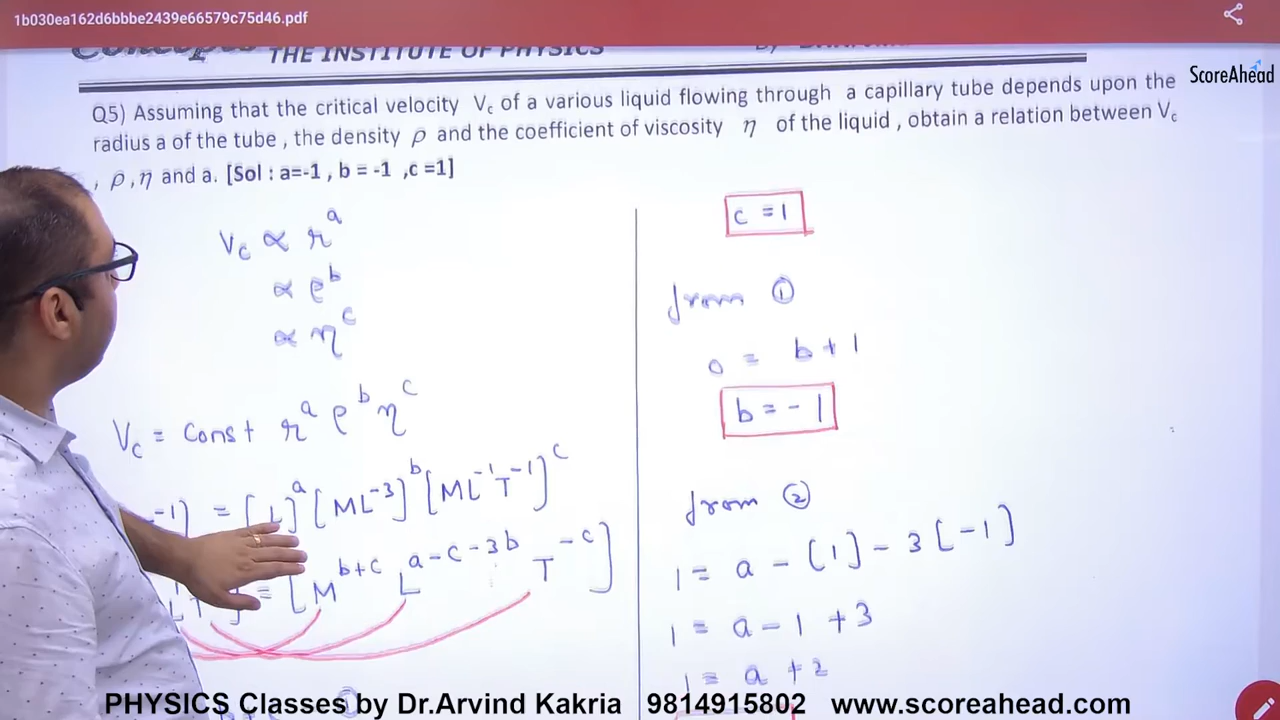 1b030ea162d6bbbe2439e66579c75d46.pdf
THE INSTITUTE OF PHYSICS
ScoreAhead
Q5) Assuming that the critical velocity Vc of a various liquid flowing through a capillary tube depends upon the
radius a of the tube , the density ρ and the coefficient of viscosity η of the liquid , obtain a relation between Vc
, ρ , η and a. [Sol : a=-1 , b = -1 ,c =1]
Vc ∝ r^a
∝ ρ^b
∝ η^c
Vc = Const r^a ρ^b η^c
-1] = [L]^a [ML^-3]^b [ML^-1 T^-1]^c
= [M^b+c L^a-c-3b T^-c]
c = 1
from ①
0 = b + 1
b = - 1
from ②
1 = a - [1] - 3[-1]
1 = a - 1 + 3
1 = a + 2
PHYSICS Classes by Dr.Arvind Kakria 9814915802 www.scoreahead.com